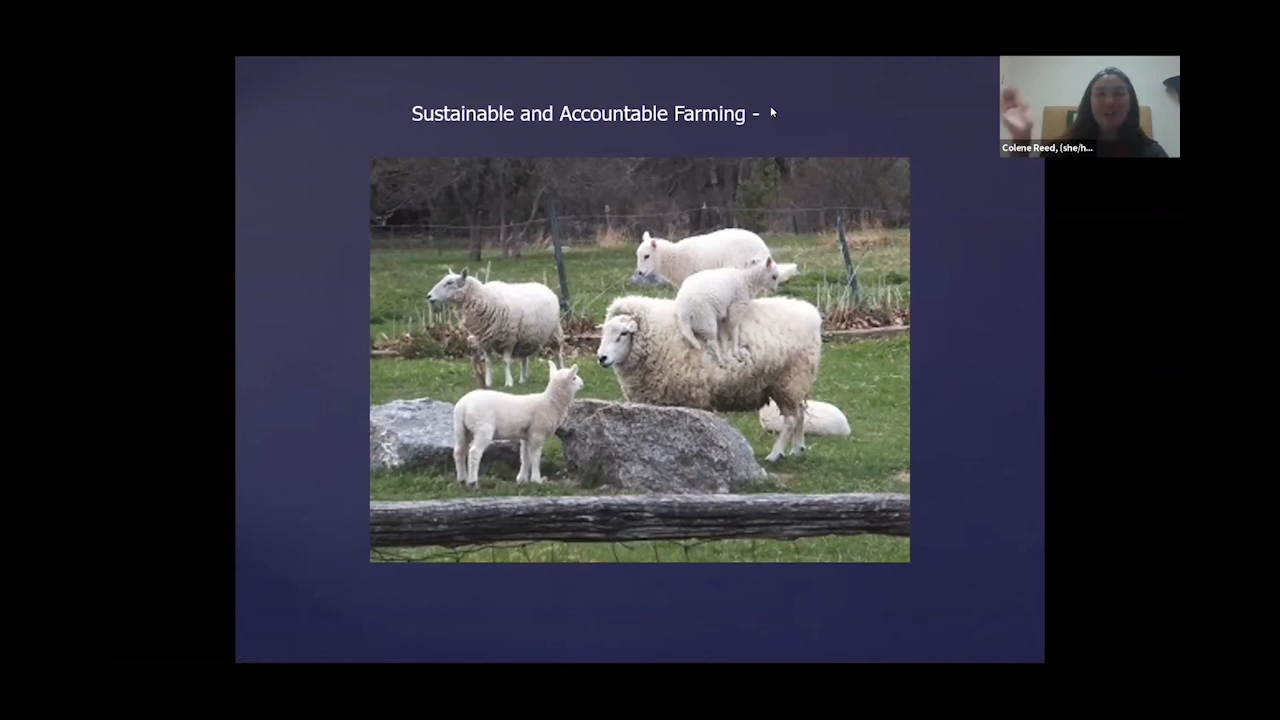 Sustainable and Accountable Farming -
Colene Reed, (she/h...